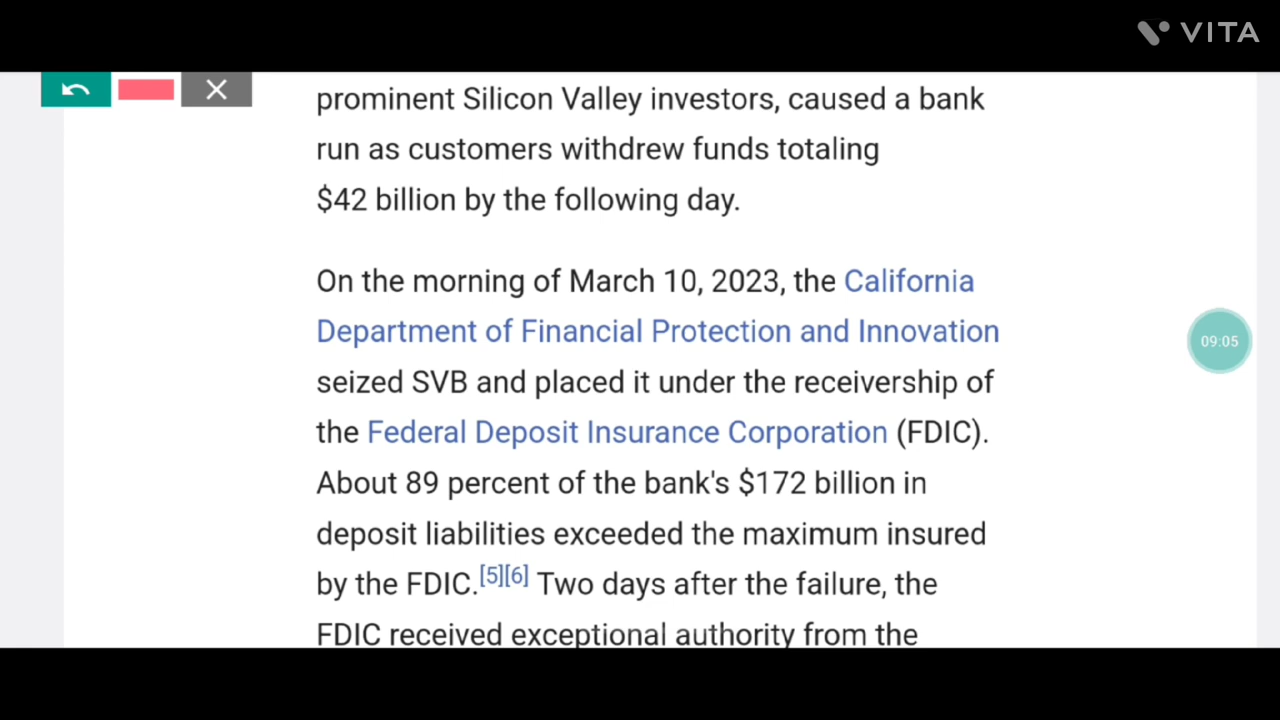 VITA
prominent Silicon Valley investors, caused a bank
run as customers withdrew funds totaling
$42 billion by the following day.
On the morning of March 10, 2023, the California
Department of Financial Protection and Innovation
seized SVB and placed it under the receivership of
09:05
the Federal Deposit Insurance Corporation (FDIC).
About 89 percent of the bank's $172 billion in
deposit liabilities exceeded the maximum insured
by the FDIC.[5][6] Two days after the failure, the
FDIC received exceptional authority from the